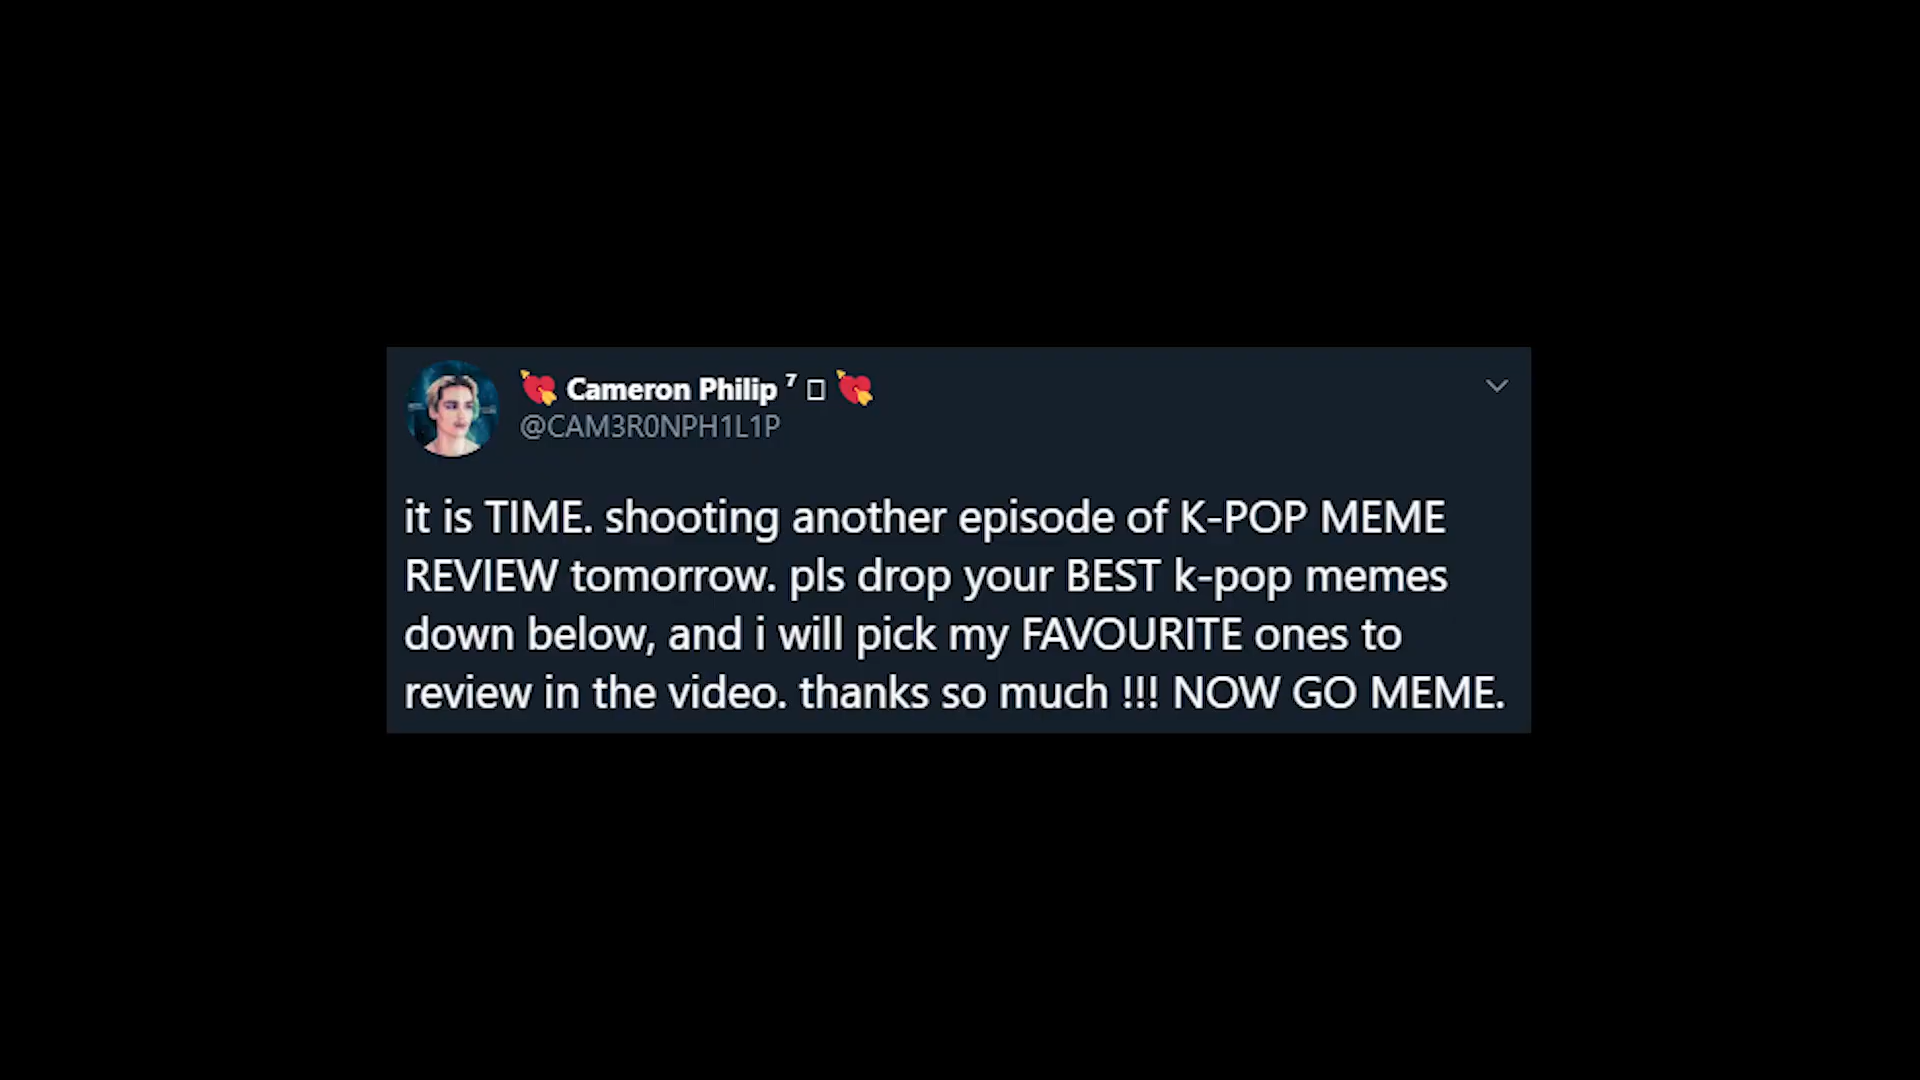 💘 Cameron Philip ⁷ 💘
@CAM3R0NPH1L1P
it is TIME. shooting another episode of K-POP MEME
REVIEW tomorrow. pls drop your BEST k-pop memes
down below, and i will pick my FAVOURITE ones to
review in the video. thanks so much !!! NOW GO MEME.